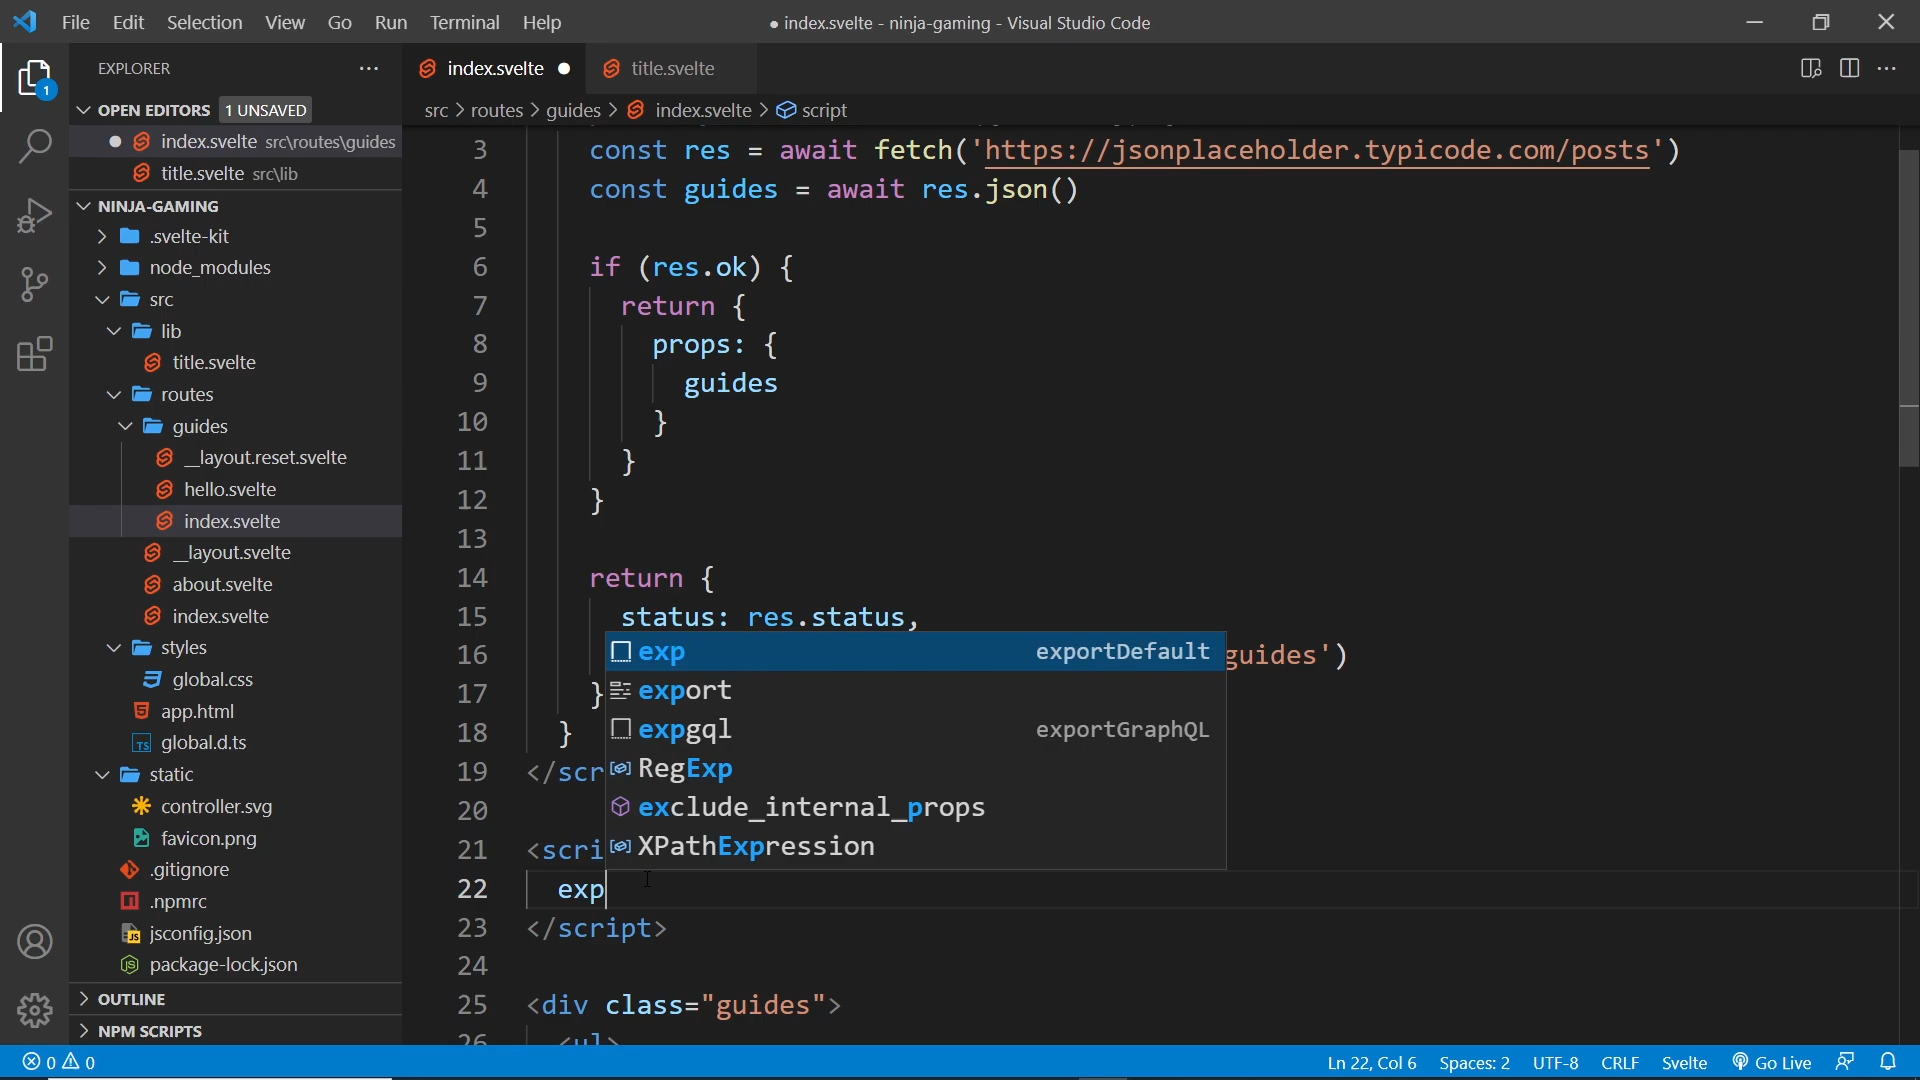 File Edit Selection View Go Run Terminal Help
● index.svelte - ninja-gaming - Visual Studio Code
EXPLORER
index.svelte
title.svelte
OPEN EDITORS 1 UNSAVED
src > routes > guides > index.svelte > script
index.svelte src\routes\guides
title.svelte src\lib
NINJA-GAMING
.svelte-kit
node_modules
src
lib
title.svelte
routes
guides
__layout.reset.svelte
hello.svelte
index.svelte
__layout.svelte
about.svelte
index.svelte
styles
global.css
app.html
global.d.ts
static
controller.svg
favicon.png
.gitignore
.npmrc
jsconfig.json
package-lock.json
OUTLINE
NPM SCRIPTS
1
3 const res = await fetch('https://jsonplaceholder.typicode.com/posts')
4 const guides = await res.json()
5
6 if (res.ok) {
7 return {
8 props: {
9 guides
10 }
11 }
12 }
13
14 return {
15 status: res.status,
16 guides')
17 }
18 }
19 </scr
20
21 <scri
22 exp
23 </script>
24
25 <div class="guides">
26 <ul>
exp exportDefault
export
expgql exportGraphQL
RegExp
exclude_internal_props
XPathExpression
0 0
Ln 22, Col 6 Spaces: 2 UTF-8 CRLF Svelte Go Live